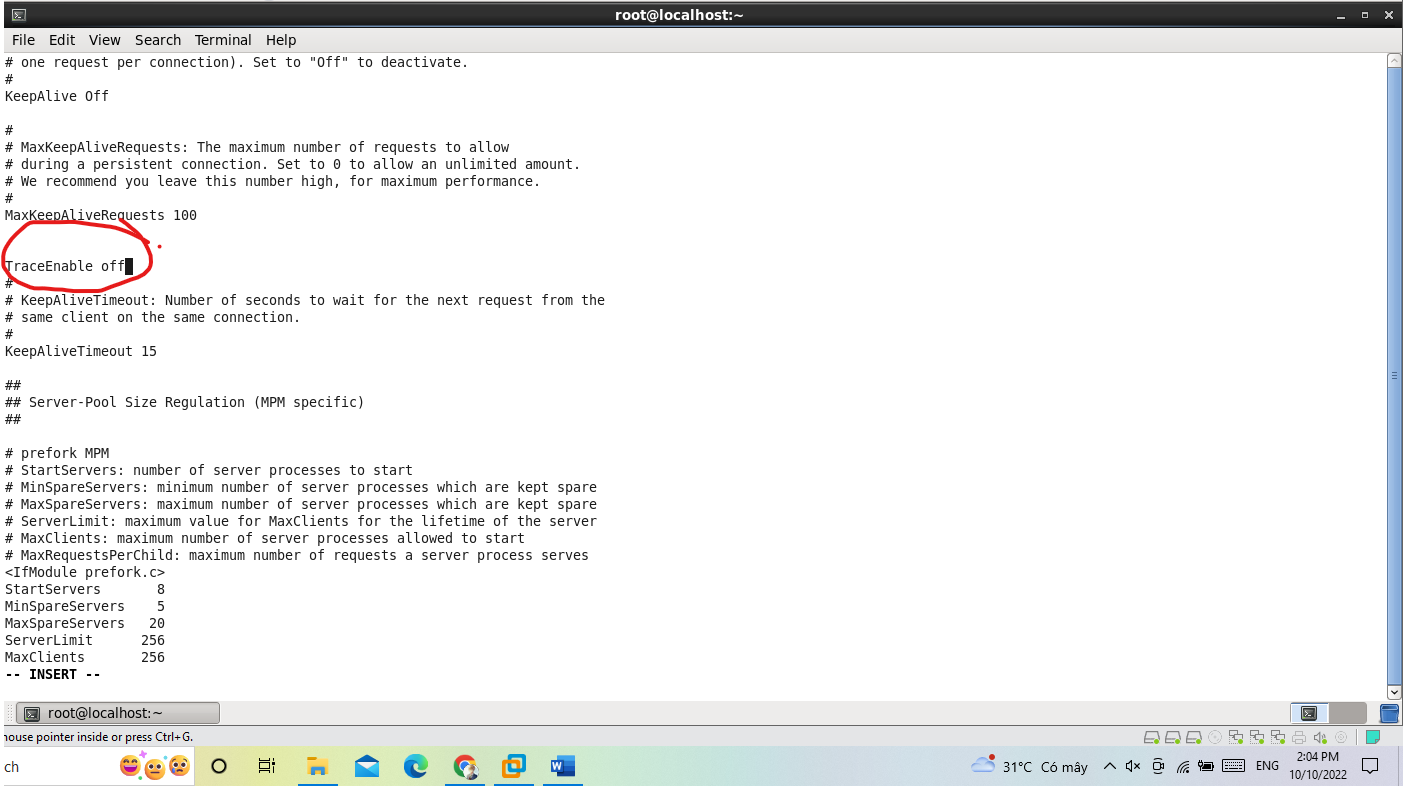 root@localhost:~
File Edit View Search Terminal Help
# one request per connection). Set to "Off" to deactivate.
#
KeepAlive Off
#
# MaxKeepAliveRequests: The maximum number of requests to allow
# during a persistent connection. Set to 0 to allow an unlimited amount.
# We recommend you leave this number high, for maximum performance.
#
MaxKeepAliveRequests 100
TraceEnable off
#
# KeepAliveTimeout: Number of seconds to wait for the next request from the
# same client on the same connection.
#
KeepAliveTimeout 15
##
## Server-Pool Size Regulation (MPM specific)
##
# prefork MPM
# StartServers: number of server processes to start
# MinSpareServers: minimum number of server processes which are kept spare
# MaxSpareServers: maximum number of server processes which are kept spare
# ServerLimit: maximum value for MaxClients for the lifetime of the server
# MaxClients: maximum number of server processes allowed to start
# MaxRequestsPerChild: maximum number of requests a server process serves
<IfModule prefork.c>
StartServers 8
MinSpareServers 5
MaxSpareServers 20
ServerLimit 256
MaxClients 256
-- INSERT --
root@localhost:~
nouse pointer inside or press Ctrl+G.
ch
31°C Có mây
ENG
2:04 PM
10/10/2022